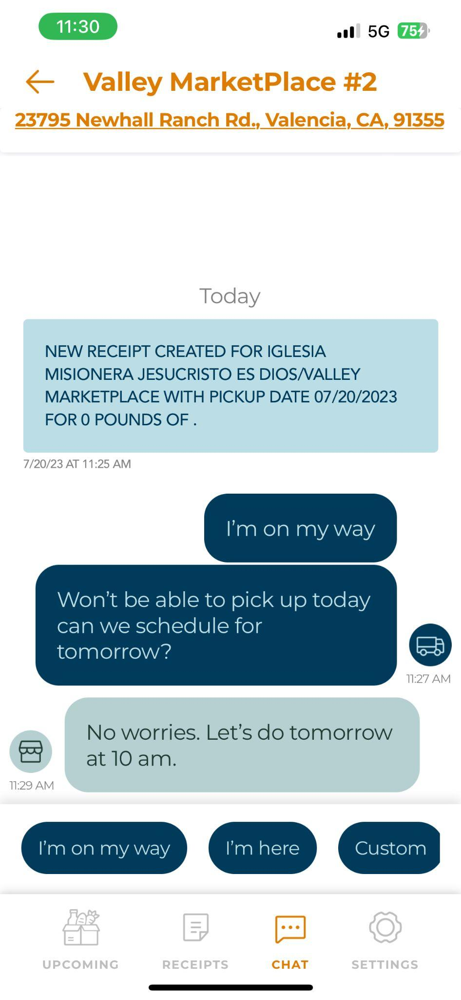 11:30
5G 75
Valley MarketPlace #2
23795 Newhall Ranch Rd., Valencia, CA, 91355
Today
NEW RECEIPT CREATED FOR IGLESIA
MISIONERA JESUCRISTO ES DIOS/VALLEY
MARKETPLACE WITH PICKUP DATE 07/20/2023
FOR 0 POUNDS OF .
7/20/23 AT 11:25 AM
I'm on my way
Won't be able to pick up today
can we schedule for
tomorrow?
11:27 AM
No worries. Let's do tomorrow
at 10 am.
11:29 AM
I'm on my way I'm here Custom
UPCOMING RECEIPTS CHAT SETTINGS